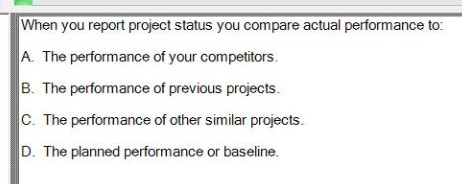 When you report project status you compare actual performance to:
A. The performance of your competitors.
B. The performance of previous projects.
C. The performance of other similar projects.
D. The planned performance or baseline.